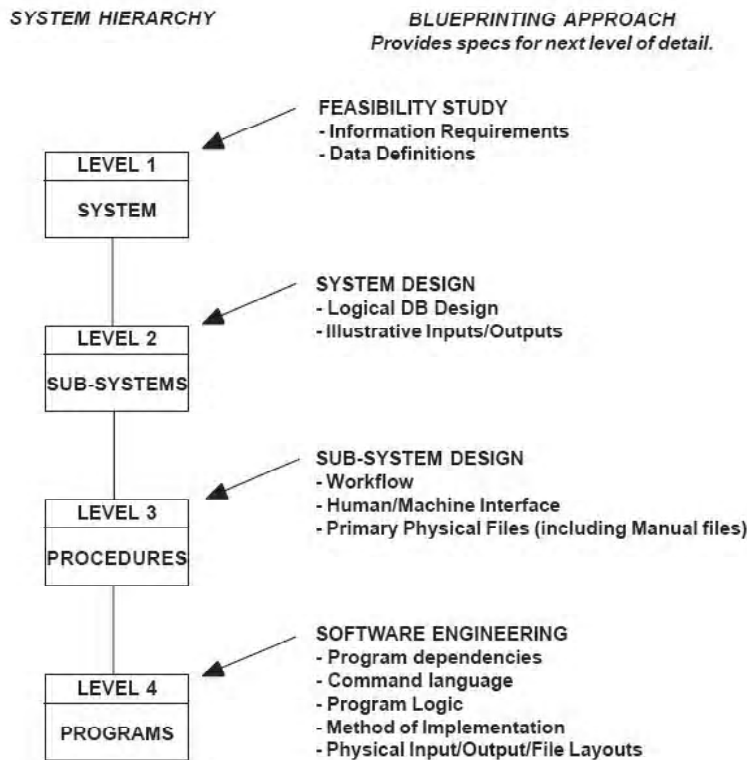 SYSTEM HIERARCHY
BLUEPRINTING APPROACH
Provides specs for next level of detail.
FEASIBILITY STUDY
- Information Requirements
- Data Definitions
LEVEL 1
SYSTEM
SYSTEM DESIGN
- Logical DB Design
- Illustrative Inputs/Outputs
LEVEL 2
SUB-SYSTEMS
SUB-SYSTEM DESIGN
- Workflow
- Human/Machine Interface
- Primary Physical Files (including Manual files)
LEVEL 3
PROCEDURES
SOFTWARE ENGINEERING
- Program dependencies
- Command language
- Program Logic
- Method of Implementation
- Physical Input/Output/File Layouts
LEVEL 4
PROGRAMS